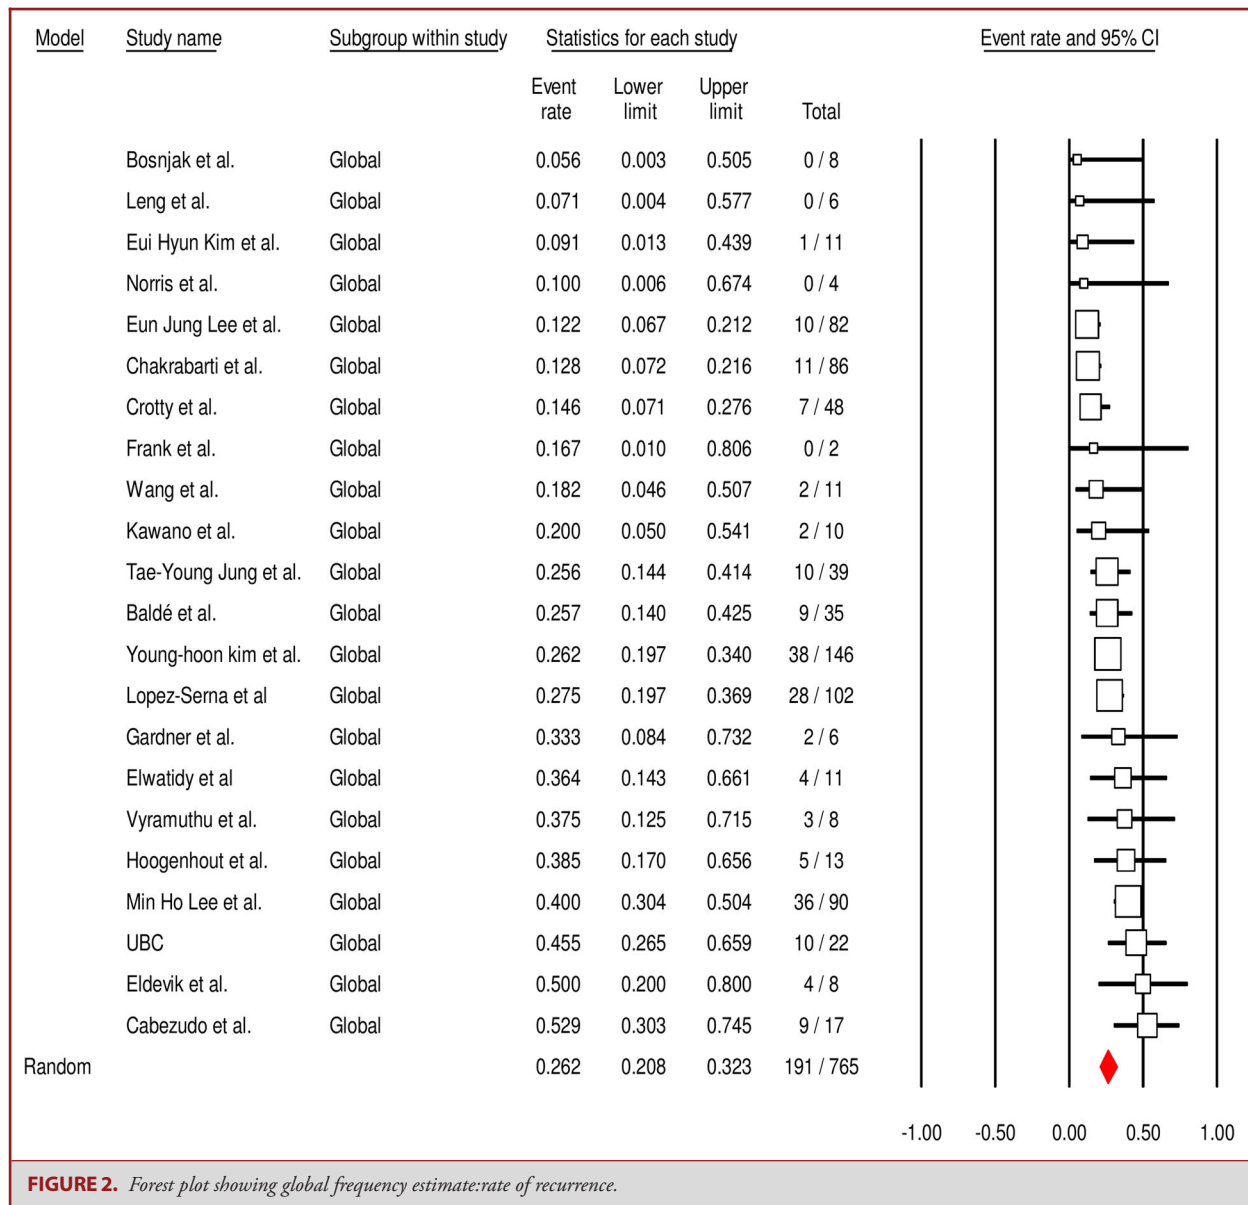 Model Study name Subgroup within study Statistics for each study Event rate and 95% CI
Event rate Lower limit Upper limit Total
Bosnjak et al. Global 0.056 0.003 0.505 0 / 8
Leng et al. Global 0.071 0.004 0.577 0 / 6
Eui Hyun Kim et al. Global 0.091 0.013 0.439 1 / 11
Norris et al. Global 0.100 0.006 0.674 0 / 4
Eun Jung Lee et al. Global 0.122 0.067 0.212 10 / 82
Chakrabarti et al. Global 0.128 0.072 0.216 11 / 86
Crotty et al. Global 0.146 0.071 0.276 7 / 48
Frank et al. Global 0.167 0.010 0.806 0 / 2
Wang et al. Global 0.182 0.046 0.507 2 / 11
Kawano et al. Global 0.200 0.050 0.541 2 / 10
Tae-Young Jung et al. Global 0.256 0.144 0.414 10 / 39
Baldé et al. Global 0.257 0.140 0.425 9 / 35
Young-hoon kim et al. Global 0.262 0.197 0.340 38 / 146
Lopez-Serna et al Global 0.275 0.197 0.369 28 / 102
Gardner et al. Global 0.333 0.084 0.732 2 / 6
Elwatidy et al Global 0.364 0.143 0.661 4 / 11
Vyramuthu et al. Global 0.375 0.125 0.715 3 / 8
Hoogenhout et al. Global 0.385 0.170 0.656 5 / 13
Min Ho Lee et al. Global 0.400 0.304 0.504 36 / 90
UBC Global 0.455 0.265 0.659 10 / 22
Eldevik et al. Global 0.500 0.200 0.800 4 / 8
Cabezudo et al. Global 0.529 0.303 0.745 9 / 17
Random 0.262 0.208 0.323 191 / 765
-1.00 -0.50 0.00 0.50 1.00
FIGURE 2. Forest plot showing global frequency estimate:rate of recurrence.